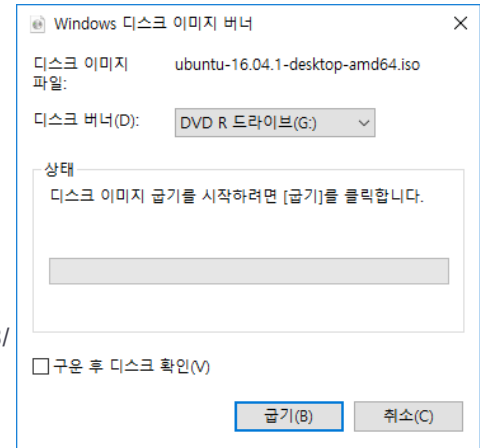 Windows 디스크 이미지 버너
디스크 이미지 파일:
ubuntu-16.04.1-desktop-amd64.iso
디스크 버너(D):
DVD R 드라이브(G:)
상태
디스크 이미지 굽기를 시작하려면 [굽기]를 클릭합니다.
/
구운 후 디스크 확인(V)
굽기(B)
취소(C)